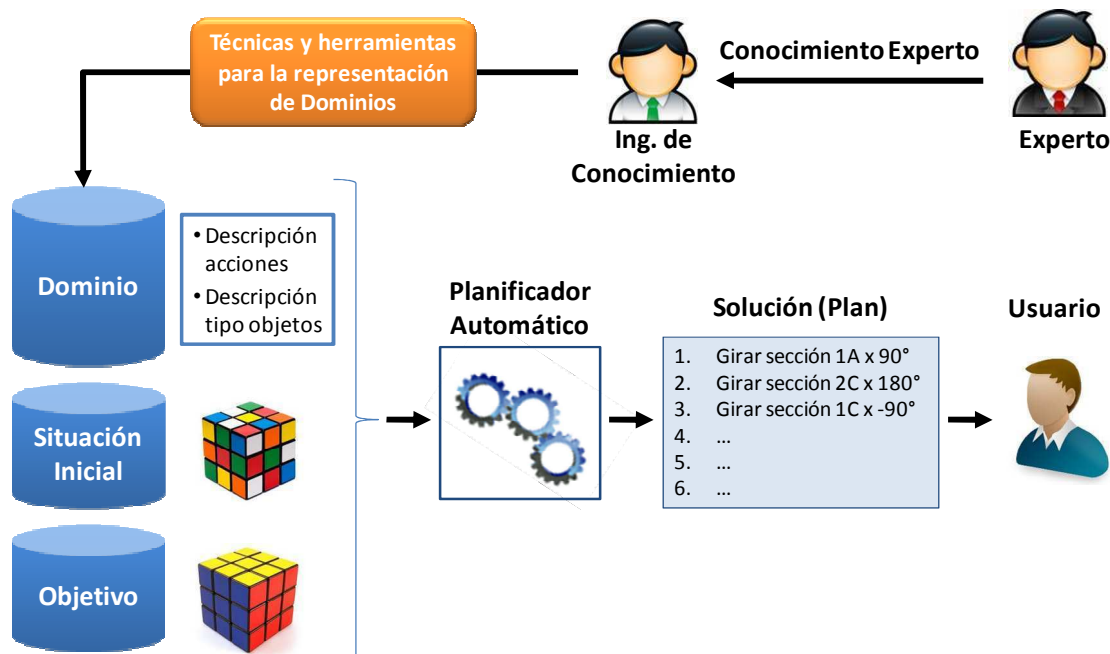 Técnicas y herramientas
para la representación
de Dominios
Conocimiento Experto
Ing. de
Conocimiento
Experto
Dominio
• Descripción
acciones
• Descripción
tipo objetos
Situación
Inicial
Objetivo
Planificador
Automático
Solución (Plan)
1. Girar sección 1A x 90°
2. Girar sección 2C x 180°
3. Girar sección 1C x -90°
4. ...
5. ...
6. ...
Usuario